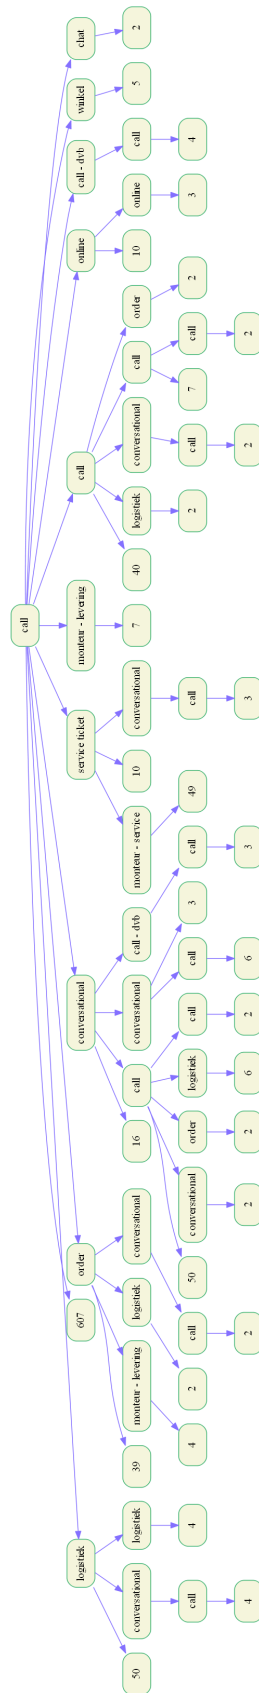 call
chat
winkel
call - dvb
online
call
monteur - levering
service ticket
conversational
order
607
logistiek
2
5
call
online
10
order
call
conversational
logistiek
40
7
conversational
10
monteur - service
call - dvb
conversational
call
16
conversational
logistiek
monteur - levering
39
logistiek
conversational
50
4
3
2
call
7
call
2
call
49
call
3
call
call
logistiek
order
conversational
50
call
2
4
4
call
2
2
3
3
6
2
6
2
2
2
4